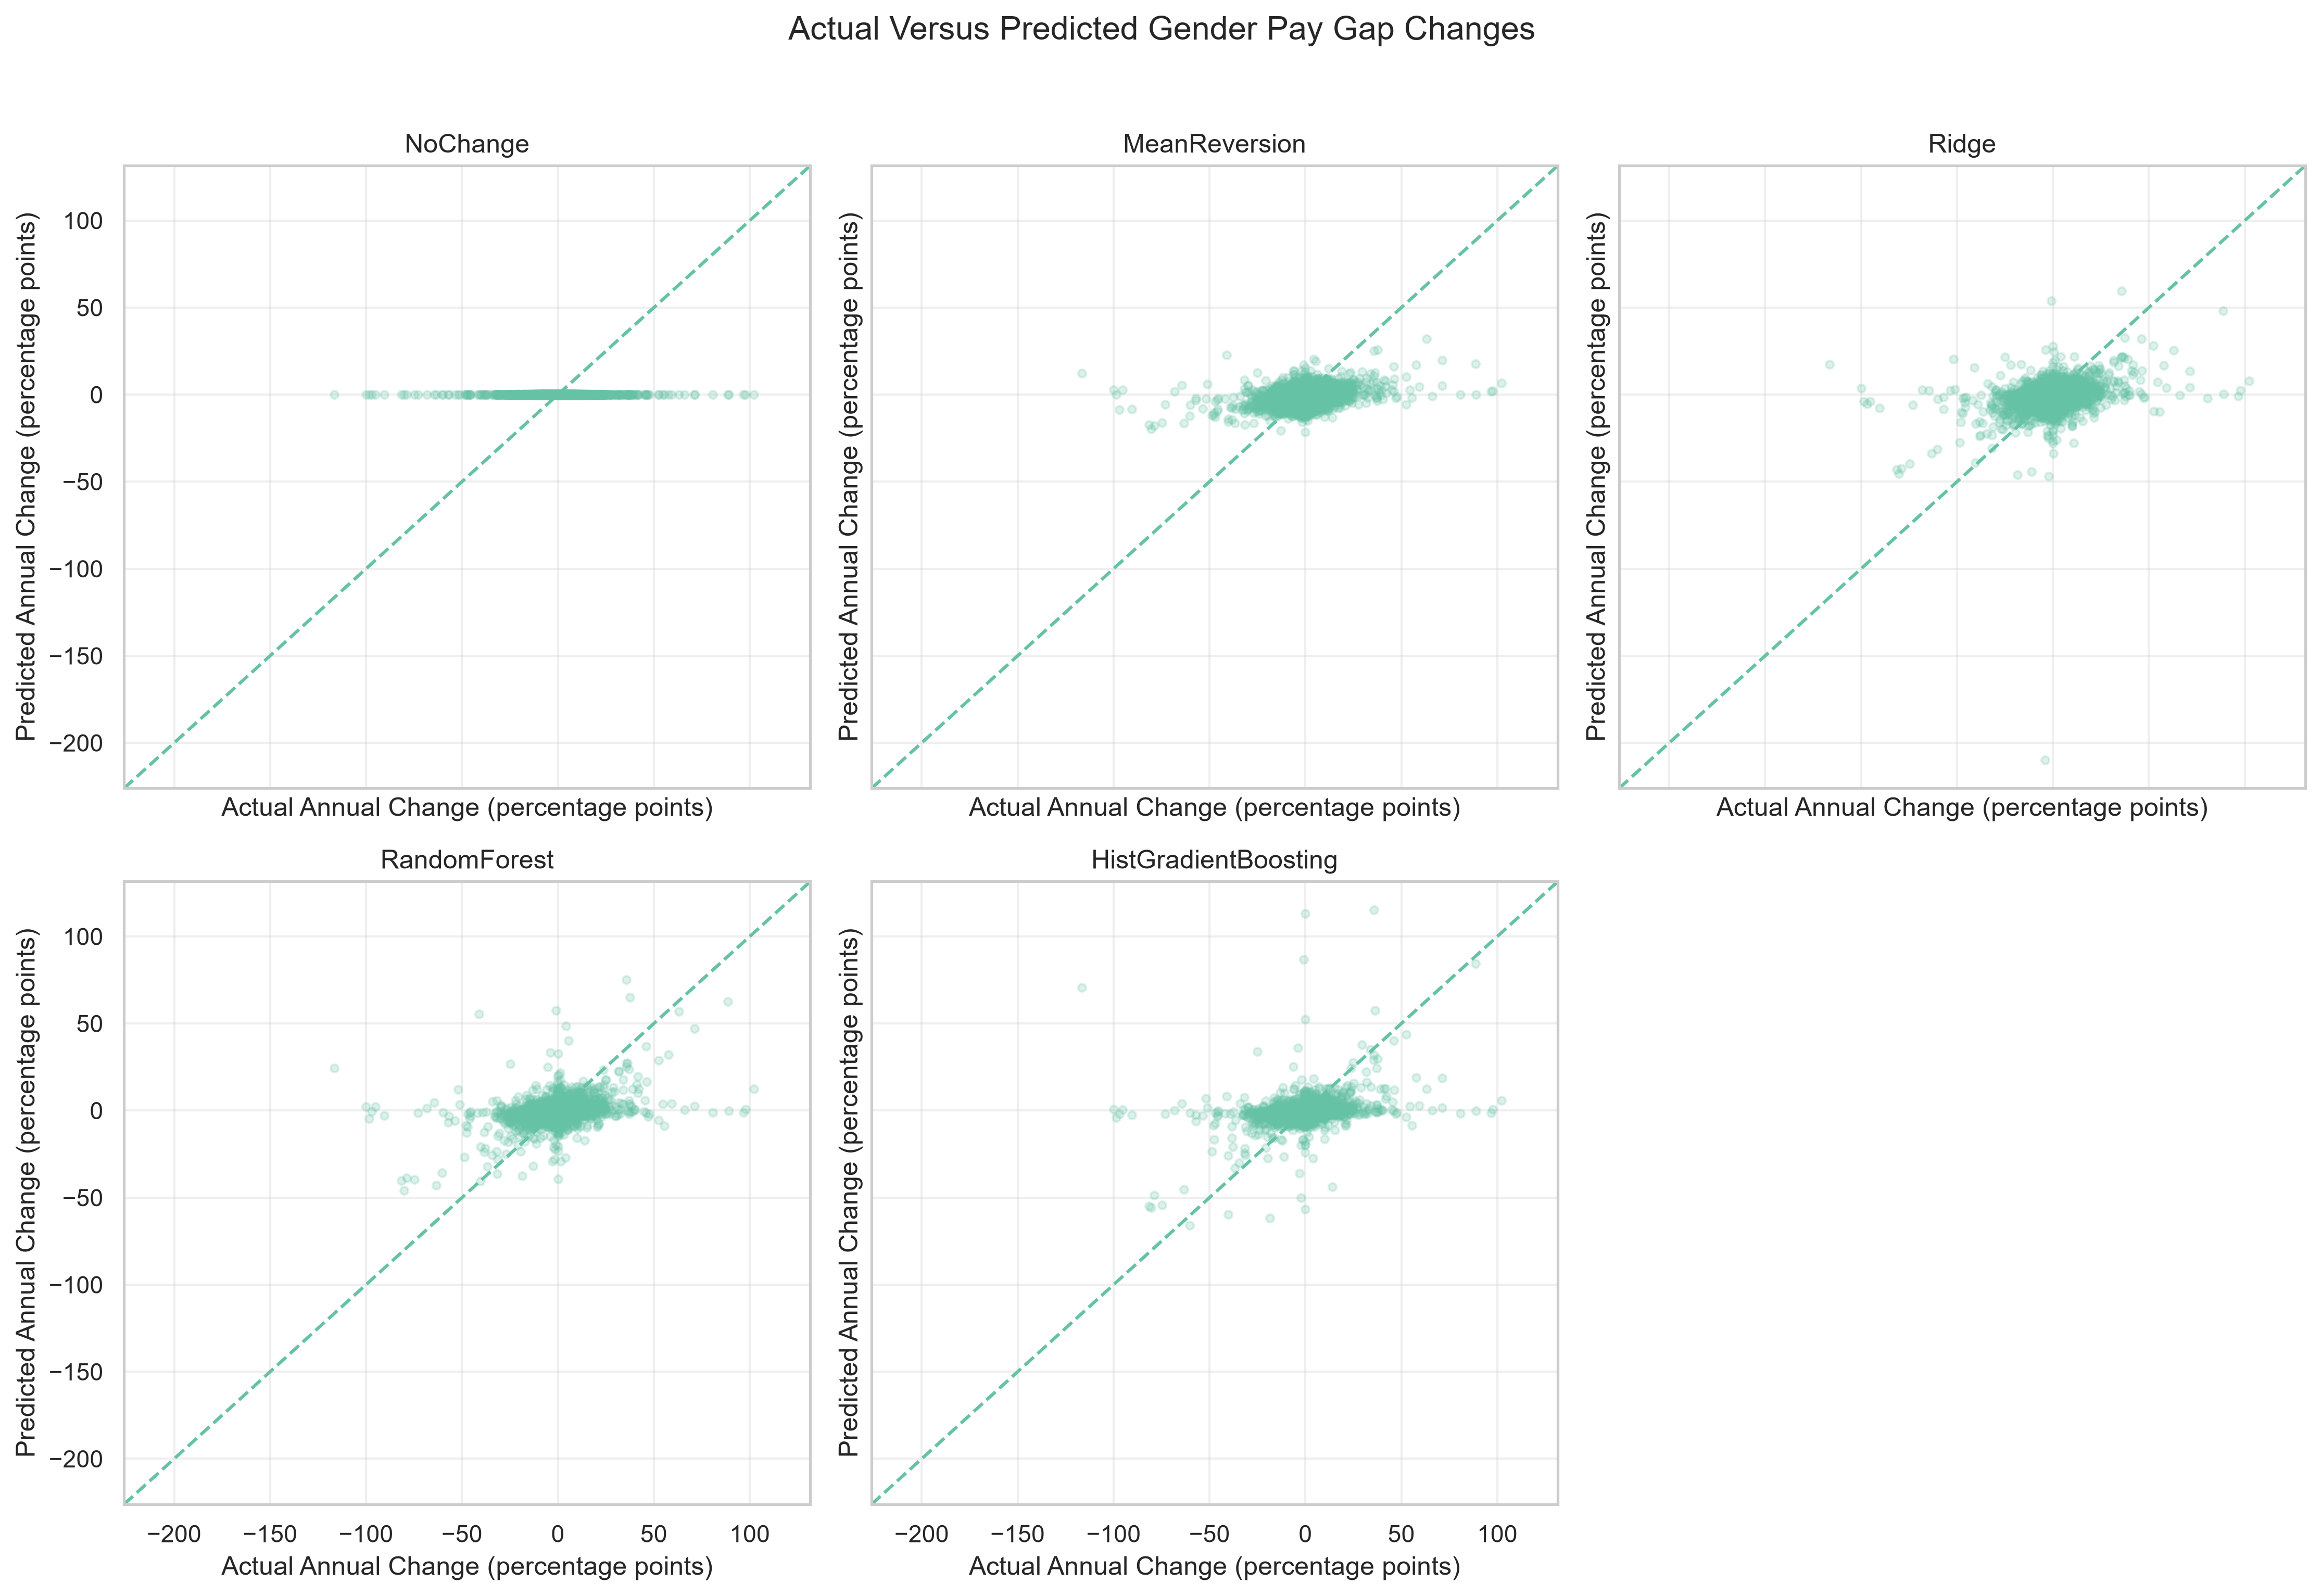 Actual Versus Predicted Gender Pay Gap Changes
NoChange
MeanReversion
Ridge
Predicted Annual Change (percentage points)
100
50
0
−50
−100
−150
−200
Predicted Annual Change (percentage points)
Predicted Annual Change (percentage points)
Actual Annual Change (percentage points)
Actual Annual Change (percentage points)
Actual Annual Change (percentage points)
RandomForest
HistGradientBoosting
Predicted Annual Change (percentage points)
100
50
0
−50
−100
−150
−200
Predicted Annual Change (percentage points)
−200 −150 −100 −50 0 50 100
−200 −150 −100 −50 0 50 100
Actual Annual Change (percentage points)
Actual Annual Change (percentage points)